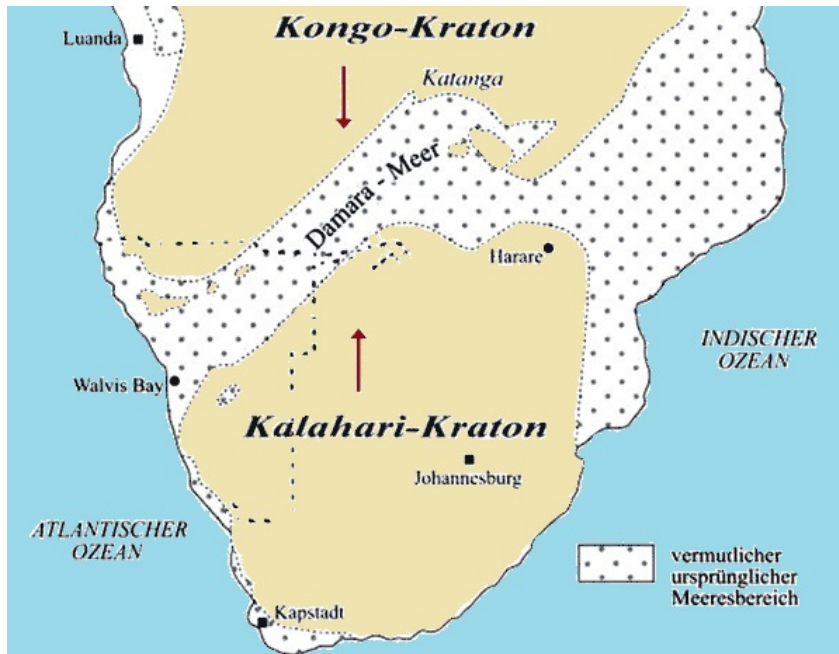 Kongo-Kraton
Luanda
Katanga
Damara - Meer
Harare
INDISCHER
OZEAN
Walvis Bay
Kalahari-Kraton
Johannesburg
ATLANTISCHER
OZEAN
vermutlicher
ursprünglicher
Meeresbereich
Kapstadt